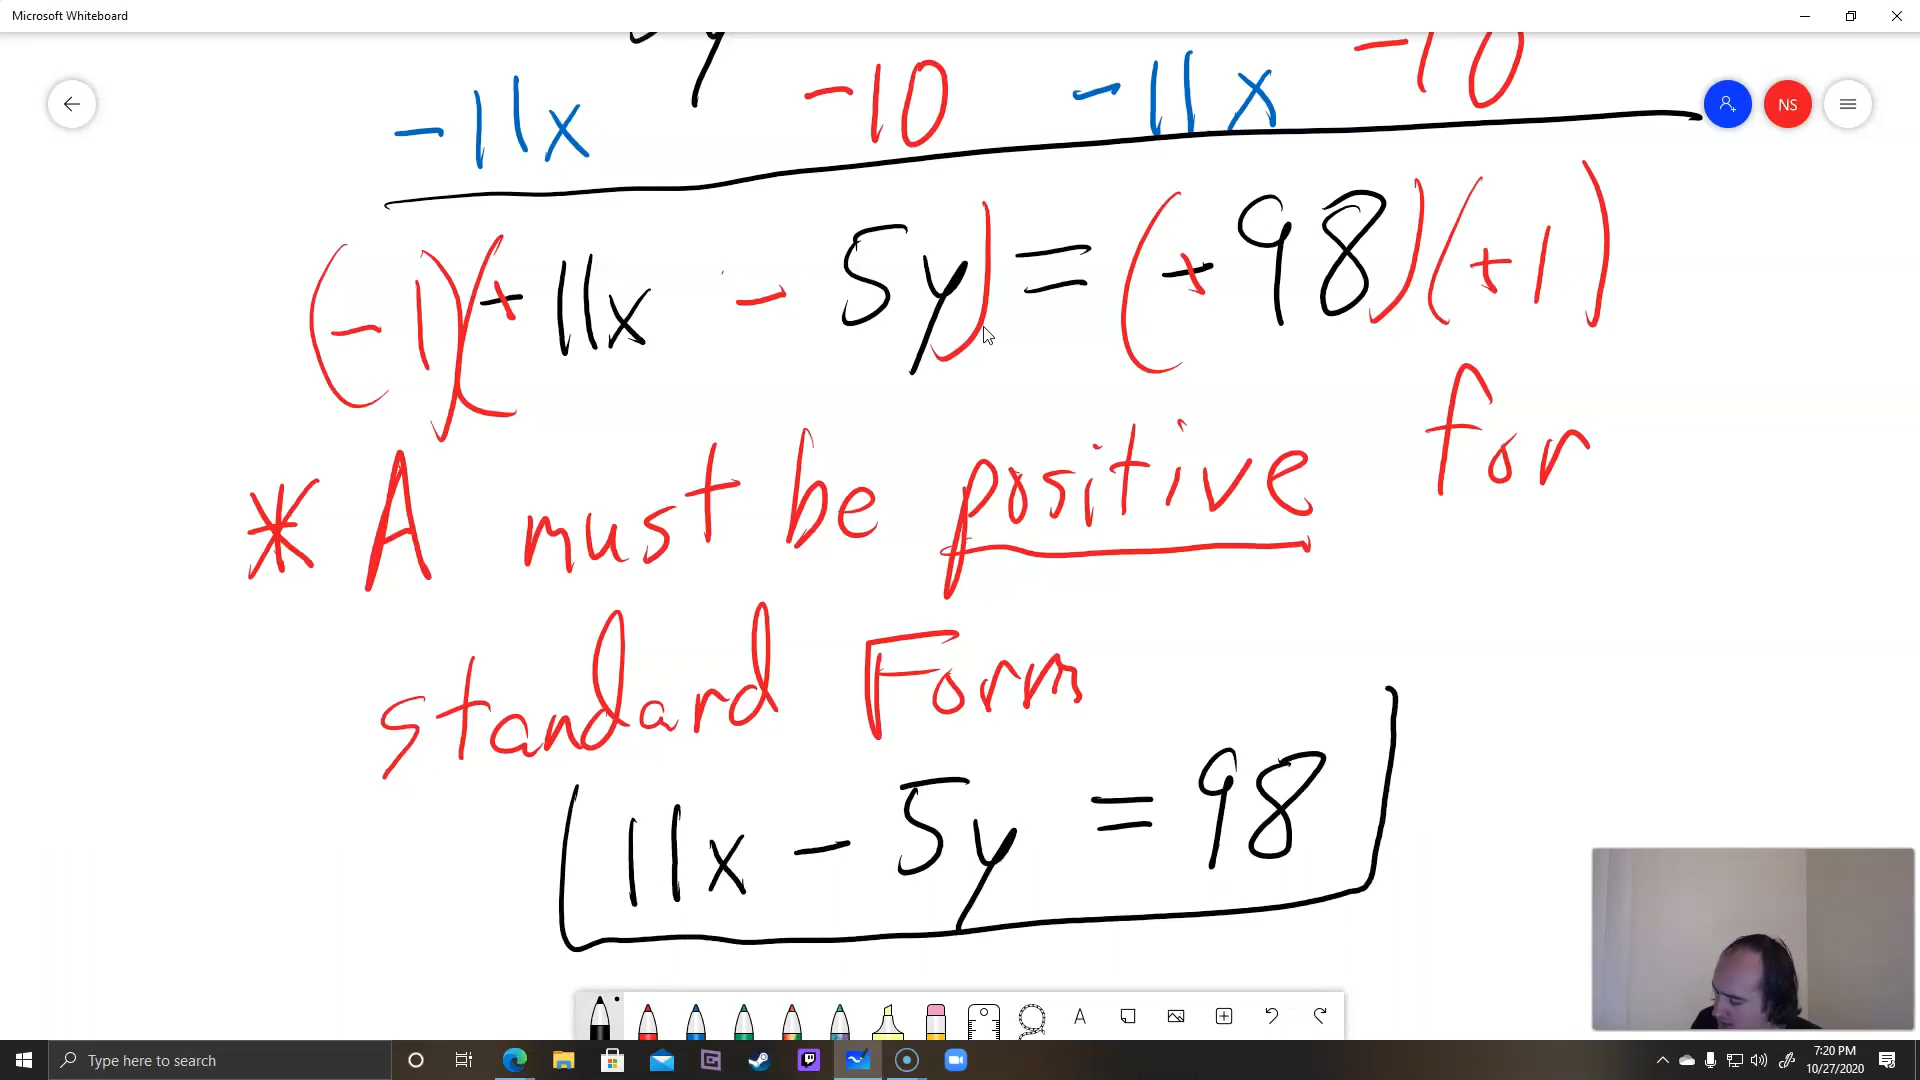 Microsoft Whiteboard
y
-11x -10 -11x -10
NS
(-1)(+11x - 5y) = (+98)(+1)
* A must be positive for
standard Form
11x - 5y = 98
A
Type here to search
7:20 PM
10/27/2020